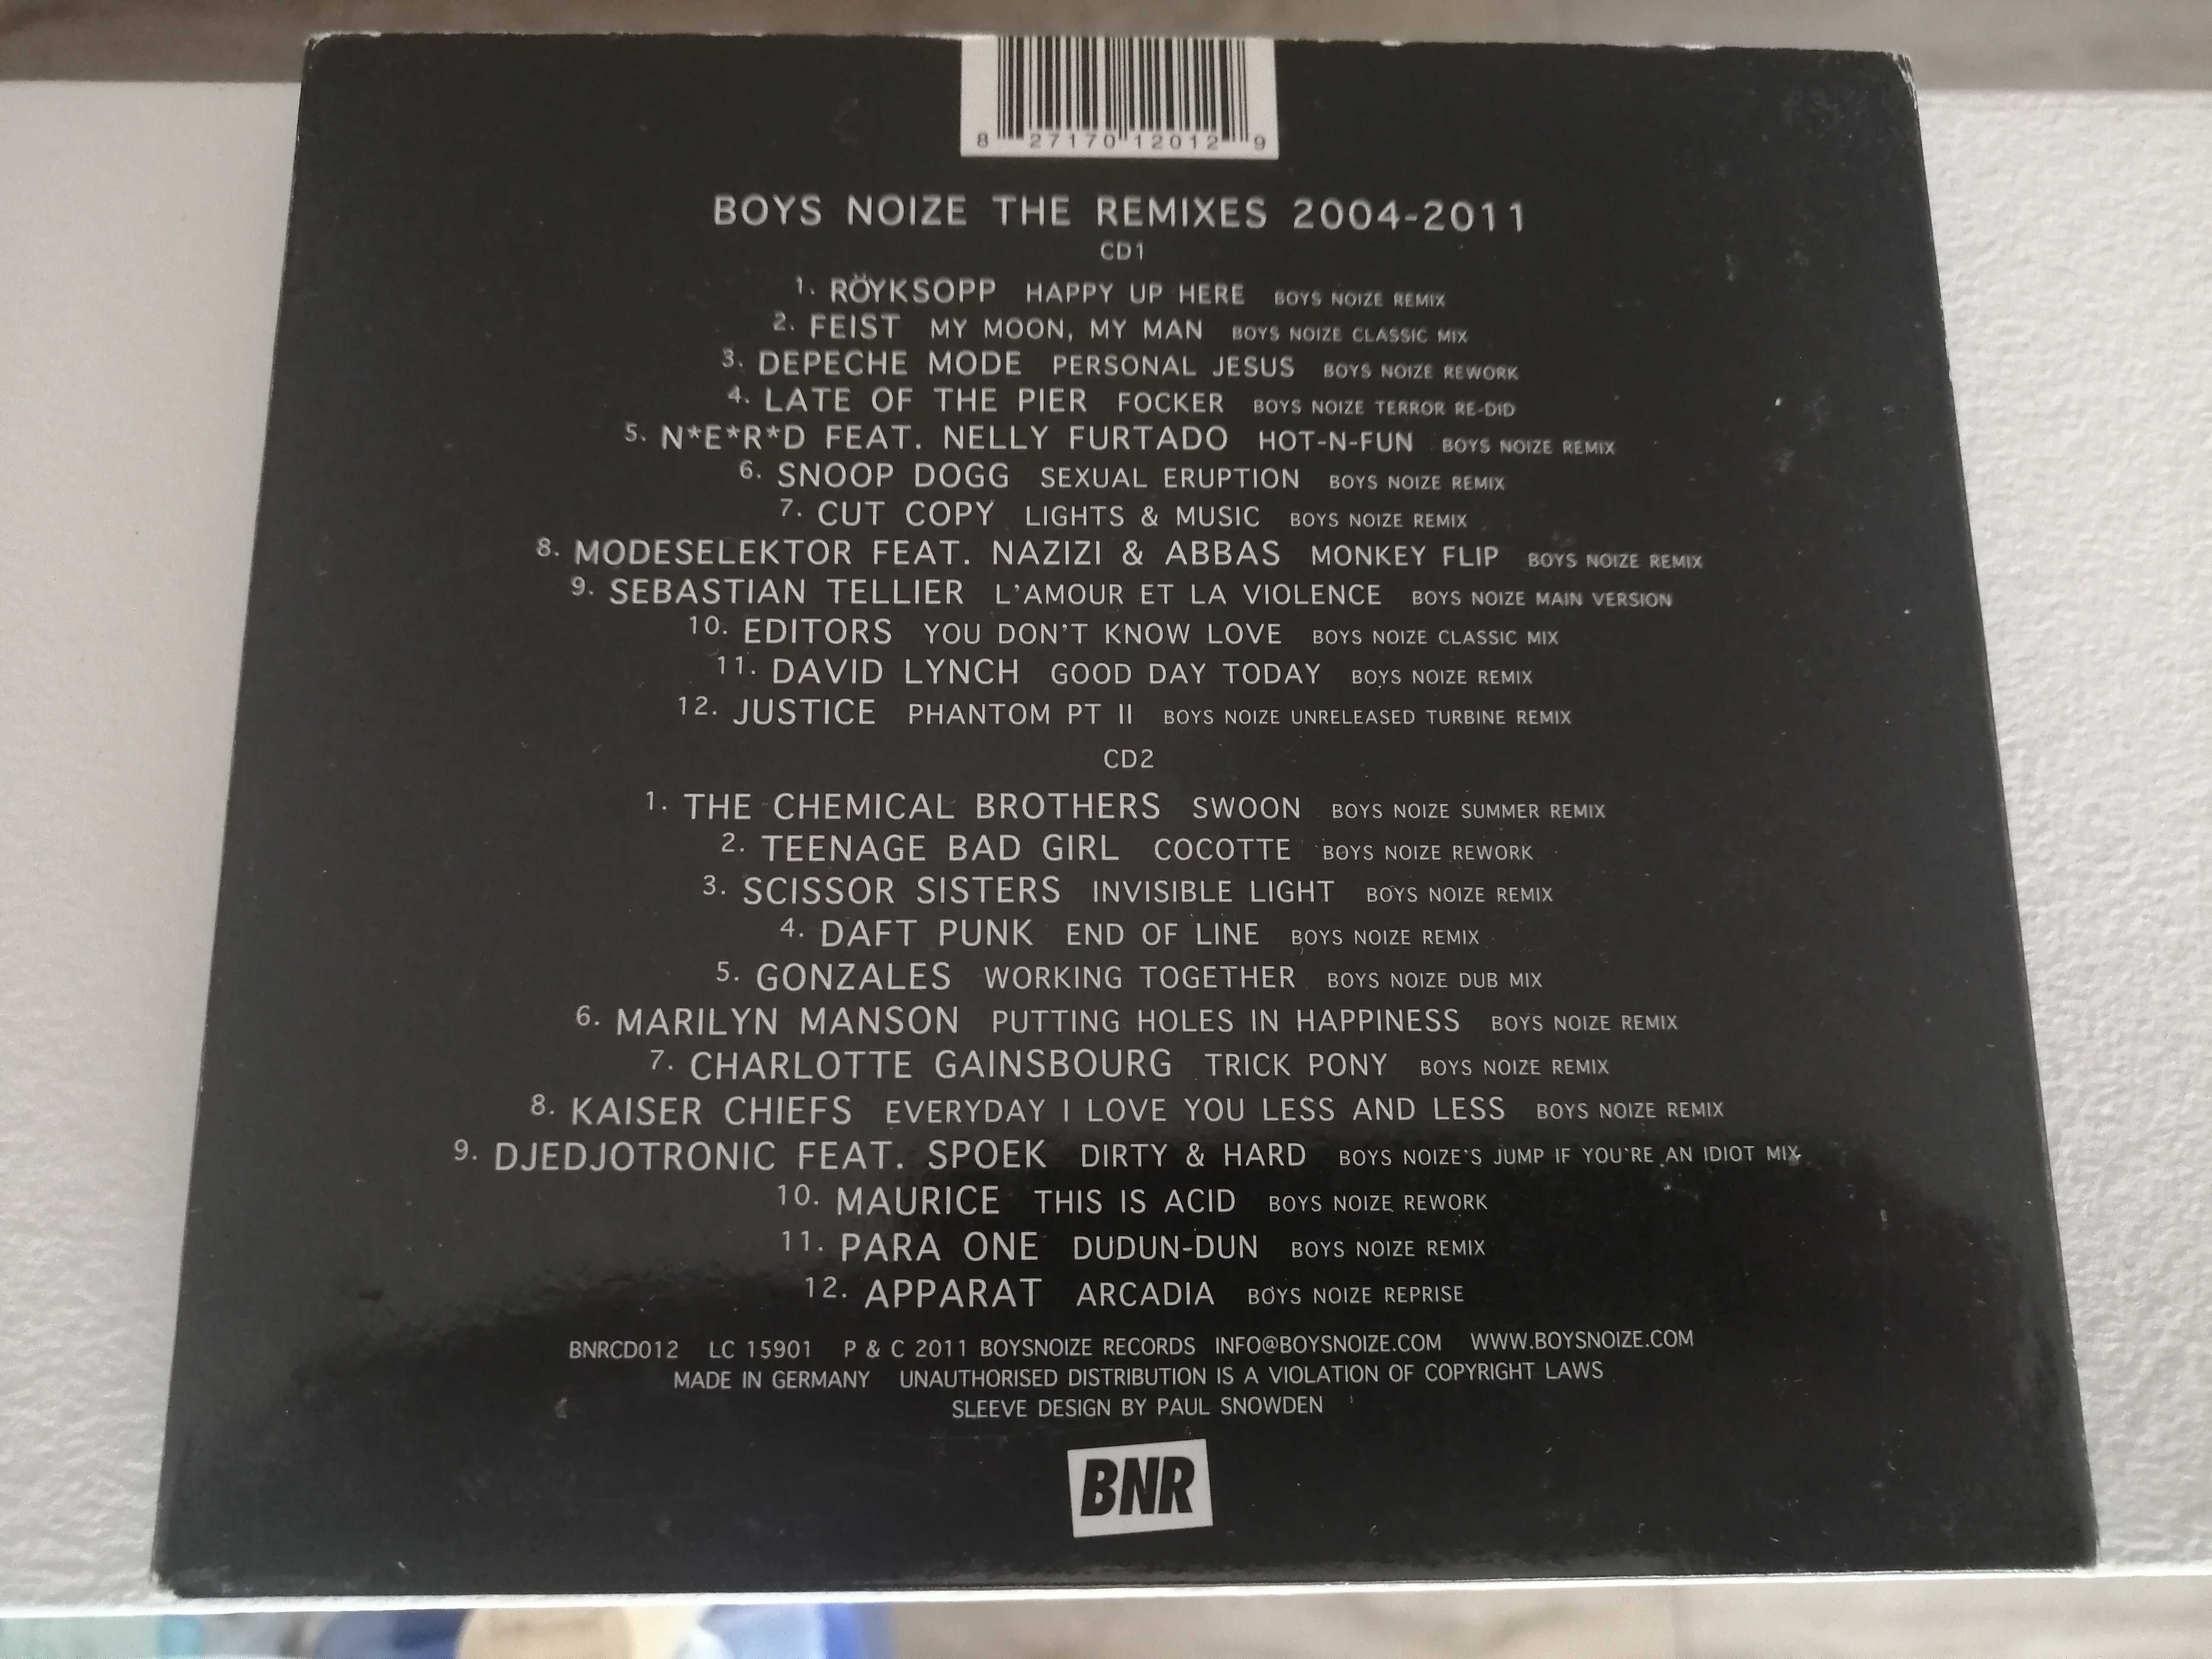 8 27170 12012 9
BOYS NOIZE THE REMIXES 2004-2011
CD1
1. RÖYKSOPP HAPPY UP HERE BOYS NOIZE REMIX
2. FEIST MY MOON, MY MAN BOYS NOIZE CLASSIC MIX
3. DEPECHE MODE PERSONAL JESUS BOYS NOIZE REWORK
4. LATE OF THE PIER FOCKER BOYS NOIZE TERROR RE-DID
5. N*E*R*D FEAT. NELLY FURTADO HOT-N-FUN BOYS NOIZE REMIX
6. SNOOP DOGG SEXUAL ERUPTION BOYS NOIZE REMIX
7. CUT COPY LIGHTS & MUSIC BOYS NOIZE REMIX
8. MODESELEKTOR FEAT. NAZIZI & ABBAS MONKEY FLIP BOYS NOIZE REMIX
9. SEBASTIAN TELLIER L'AMOUR ET LA VIOLENCE BOYS NOIZE MAIN VERSION
10. EDITORS YOU DON'T KNOW LOVE BOYS NOIZE CLASSIC MIX
11. DAVID LYNCH GOOD DAY TODAY BOYS NOIZE REMIX
12. JUSTICE PHANTOM PT II BOYS NOIZE UNRELEASED TURBINE REMIX
CD2
1. THE CHEMICAL BROTHERS SWOON BOYS NOIZE SUMMER REMIX
2. TEENAGE BAD GIRL COCOTTE BOYS NOIZE REWORK
3. SCISSOR SISTERS INVISIBLE LIGHT BOYS NOIZE REMIX
4. DAFT PUNK END OF LINE BOYS NOIZE REMIX
5. GONZALES WORKING TOGETHER BOYS NOIZE DUB MIX
6. MARILYN MANSON PUTTING HOLES IN HAPPINESS BOYS NOIZE REMIX
7. CHARLOTTE GAINSBOURG TRICK PONY BOYS NOIZE REMIX
8. KAISER CHIEFS EVERYDAY I LOVE YOU LESS AND LESS BOYS NOIZE REMIX
9. DJEDJOTRONIC FEAT. SPOEK DIRTY & HARD BOYS NOIZE'S JUMP IF YOU'RE AN IDIOT MIX
10. MAURICE THIS IS ACID BOYS NOIZE REWORK
11. PARA ONE DUDUN-DUN BOYS NOIZE REMIX
12. APPARAT ARCADIA BOYS NOIZE REPRISE
BNRCD012 LC 15901 P & C 2011 BOYSNOIZE RECORDS INFO@BOYSNOIZE.COM WWW.BOYSNOIZE.COM
MADE IN GERMANY UNAUTHORISED DISTRIBUTION IS A VIOLATION OF COPYRIGHT LAWS
SLEEVE DESIGN BY PAUL SNOWDEN
BNR